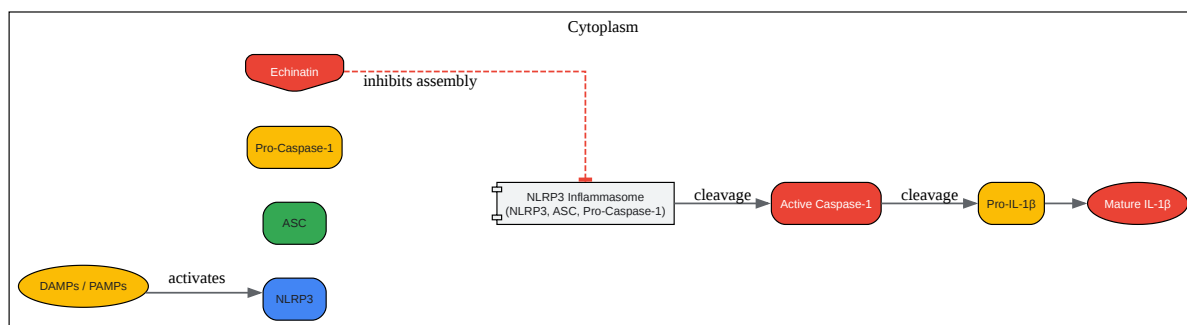 Cytoplasm
Echinatin
inhibits assembly
Pro-Caspase-1
NLRP3 Inflammasome
(NLRP3, ASC, Pro-Caspase-1)
cleavage
Active Caspase-1
cleavage
Pro-IL-1β
Mature IL-1β
ASC
DAMPs / PAMPs
activates
NLRP3